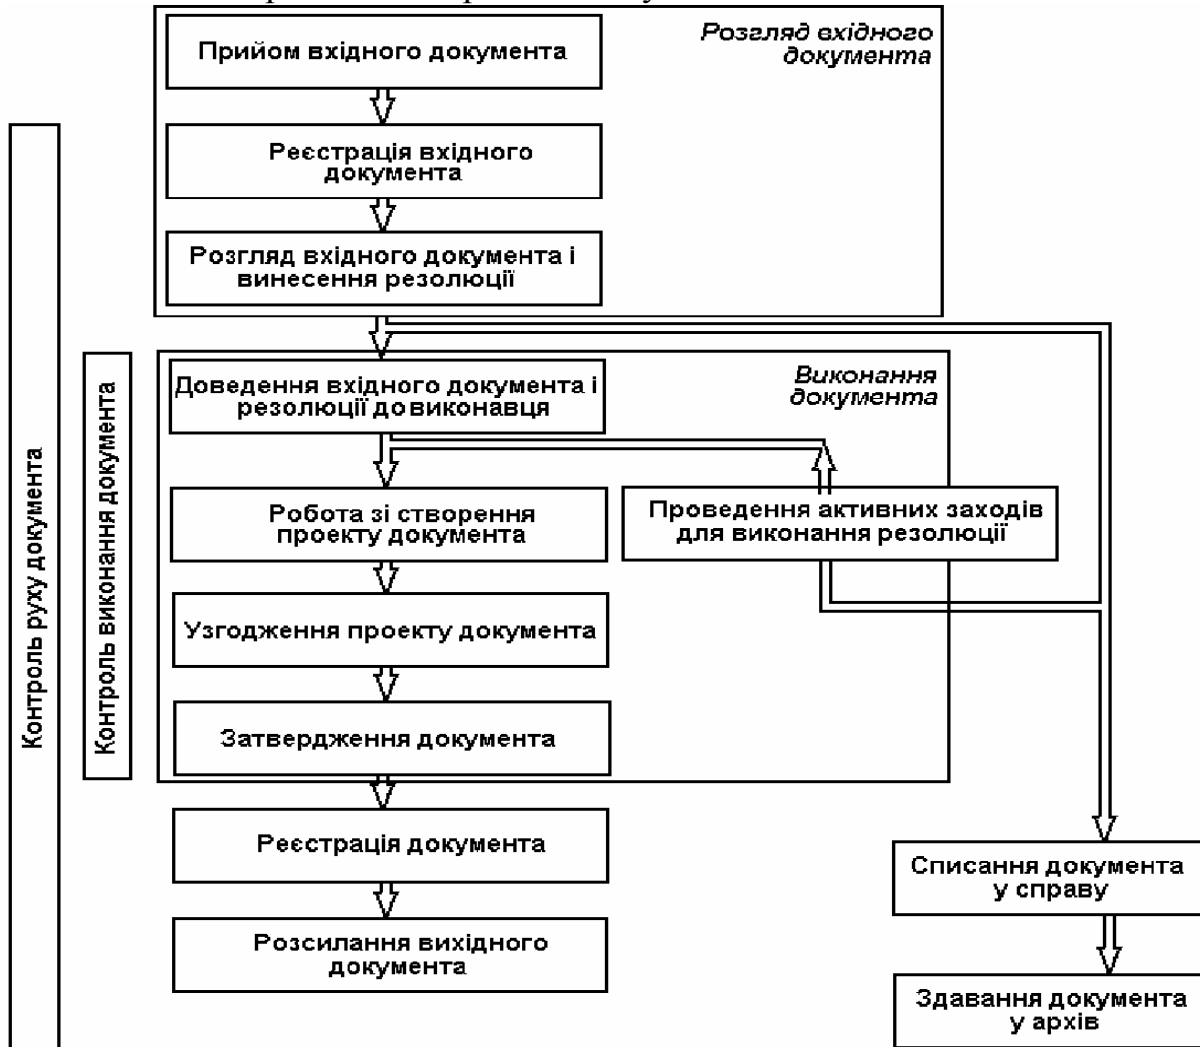 Прийом вхідного документа
Розгляд вхідного
документа
Реєстрація вхідного
документа
Розгляд вхідного документа і
винесення резолюції
Доведення вхідного документа і
резолюції до виконавця
Виконання
документа
Робота зі створення
проекту документа
Проведення активних заходів
для виконання резолюції
Узгодження проекту документа
Затвердження документа
Реєстрація документа
Розсилання вихідного
документа
Списання документа
у справу
Здавання документа
у архів
Контроль руху документа
Контроль виконання документа